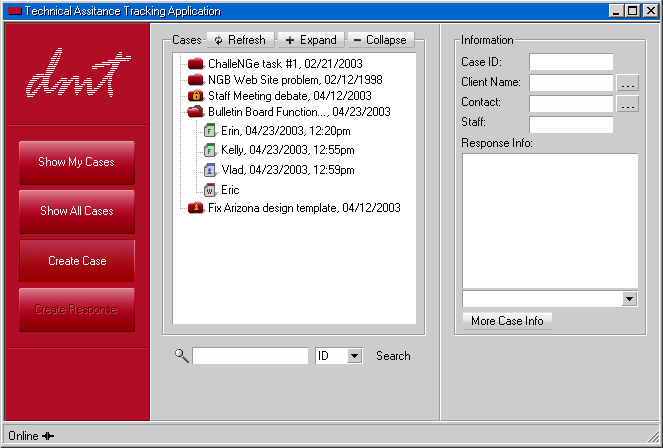 Technical Assitance Tracking Application
dmt
Show My Cases
Show All Cases
Create Case
Create Response
Cases
Refresh
Expand
Collapse
ChalleNGe task #1, 02/21/2003
NGB Web Site problem, 02/12/1998
Staff Meeting debate, 04/12/2003
Bulletin Board Function..., 04/23/2003
F Erin, 04/23/2003, 12:20pm
F Kelly, 04/23/2003, 12:55pm
Vlad, 04/23/2003, 12:59pm
W Eric
Fix Arizona design template, 04/12/2003
ID
Search
Information
Case ID:
Client Name:
...
Contact:
...
Staff:
Response Info:
More Case Info
Online